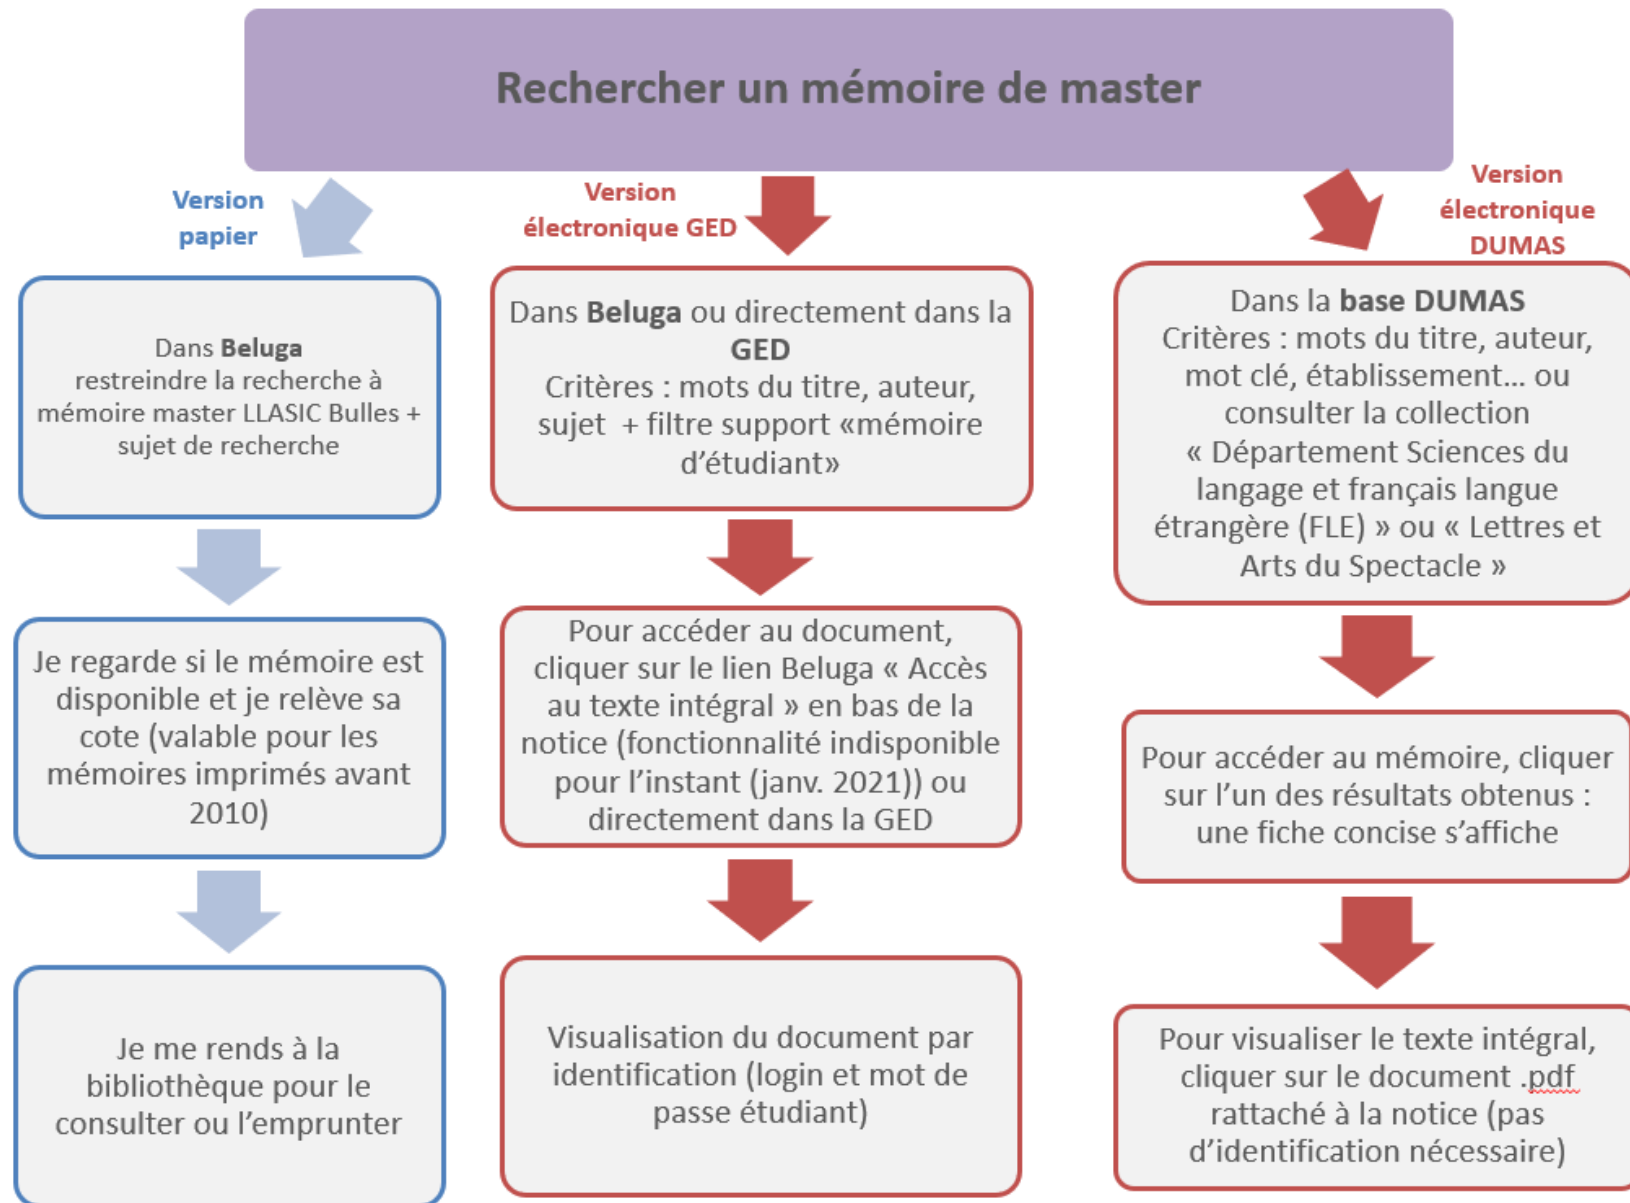 Rechercher un mémoire de master
Version
papier
Dans Beluga
restreindre la recherche à
mémoire master LLASIC Bulles +
sujet de recherche
Je regarde si le mémoire est
disponible et je relève sa
cote (valable pour les
mémoires imprimés avant
2010)
Je me rends à la
bibliothèque pour le
consulter ou l’emprunter
Version
électronique GED
Dans Beluga ou directement dans la
GED
Critères : mots du titre, auteur,
sujet + filtre support «mémoire
d’étudiant»
Pour accéder au document,
cliquer sur le lien Beluga « Accès
au texte intégral » en bas de la
notice (fonctionnalité indisponible
pour l’instant (janv. 2021)) ou
directement dans la GED
Visualisation du document par
identification (login et mot de
passe étudiant)
Version
électronique
DUMAS
Dans la base DUMAS
Critères : mots du titre, auteur,
mot clé, établissement... ou
consulter la collection
« Département Sciences du
langage et français langue
étrangère (FLE) » ou « Lettres et
Arts du Spectacle »
Pour accéder au mémoire, cliquer
sur l’un des résultats obtenus :
une fiche concise s’affiche
Pour visualiser le texte intégral,
cliquer sur le document .pdf
rattaché à la notice (pas
d’identification nécessaire)